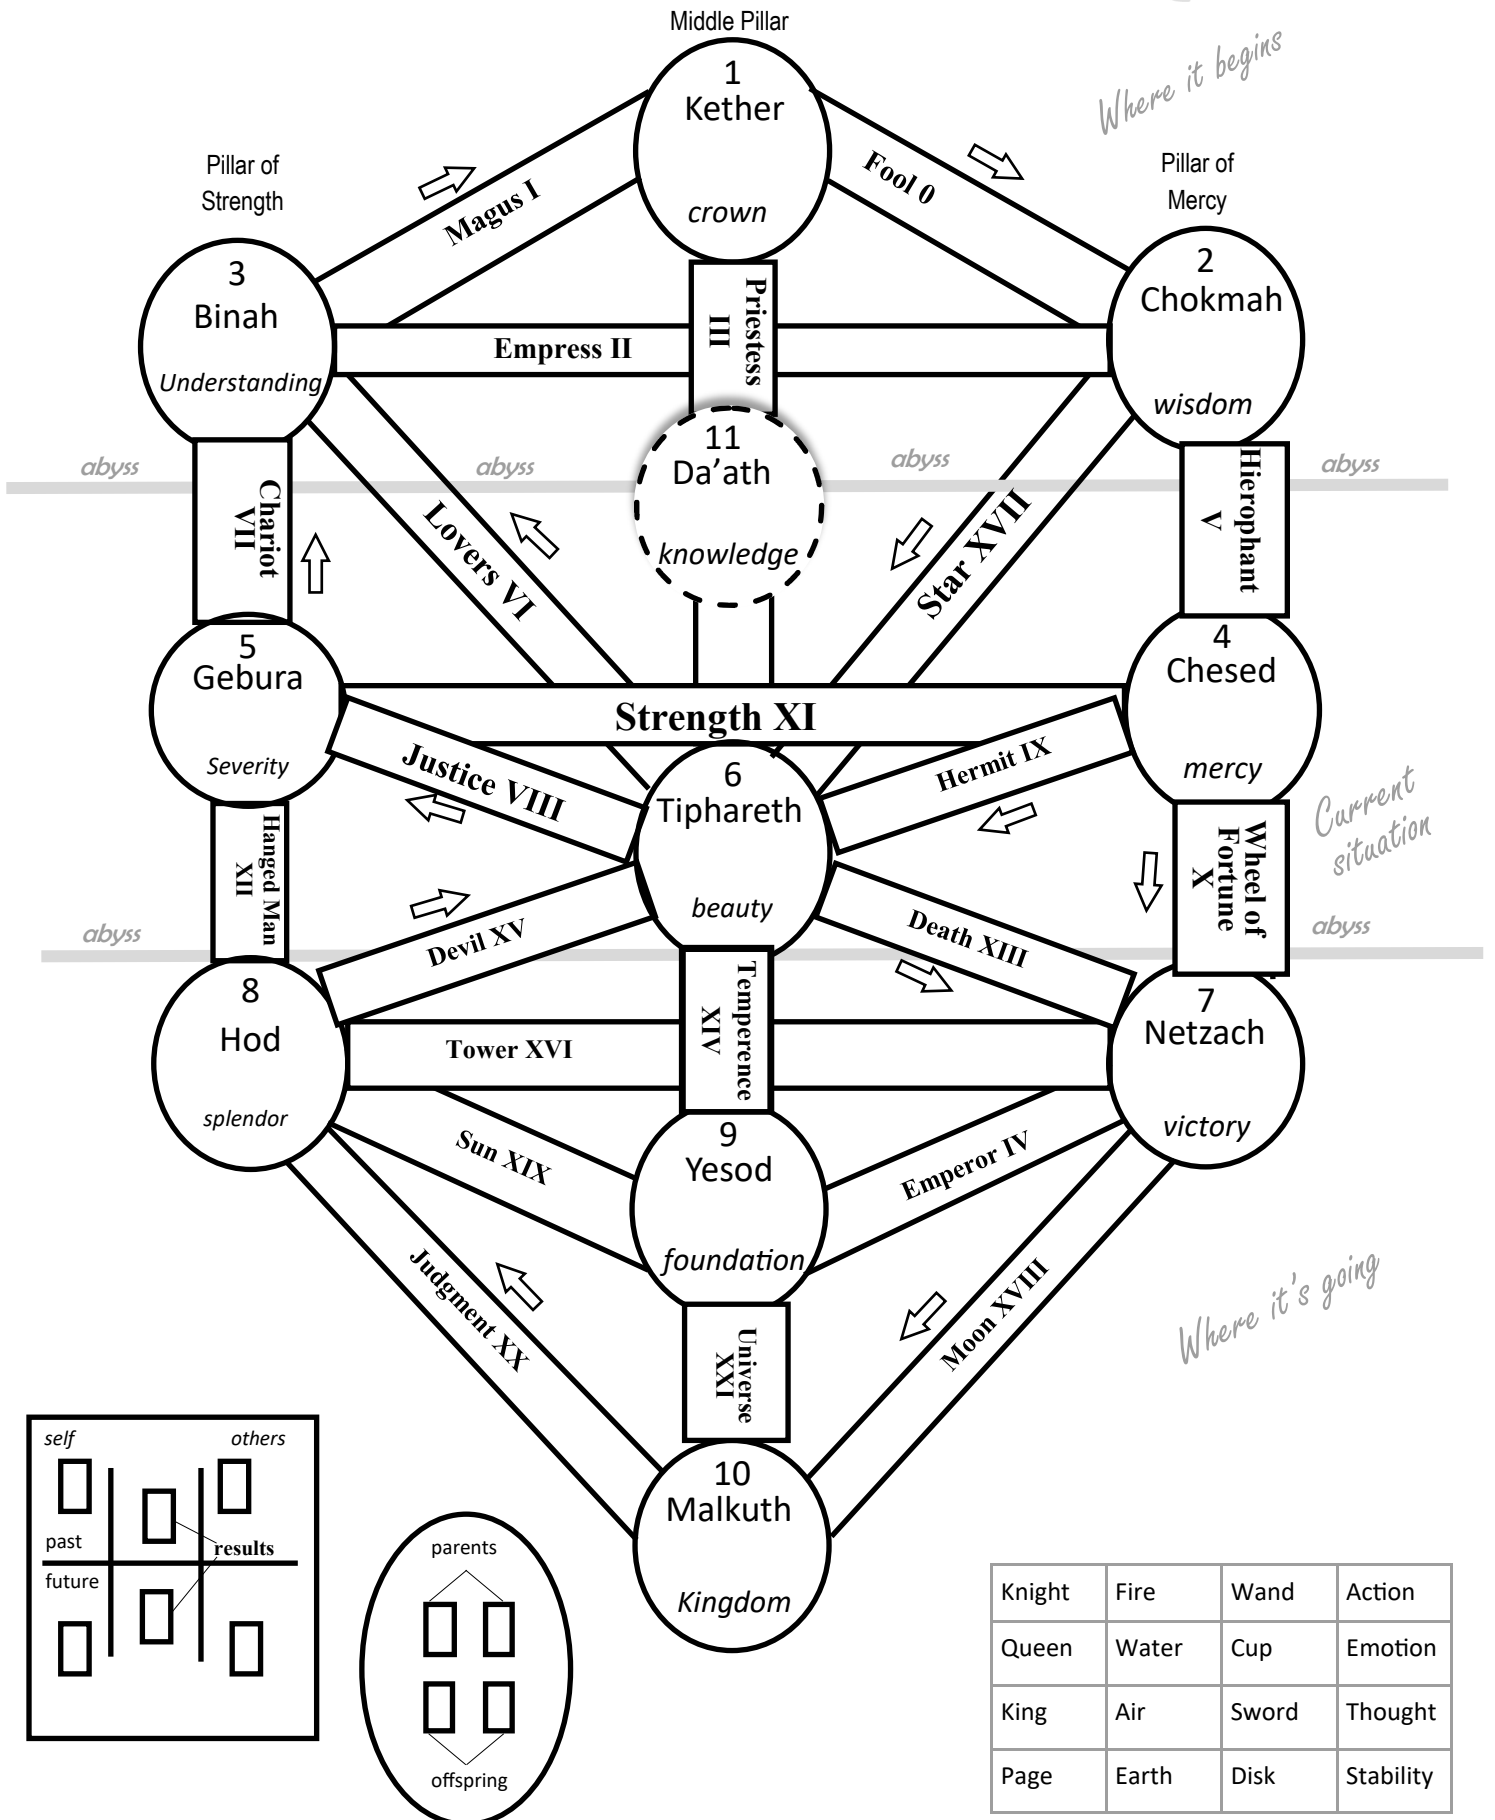 Middle Pillar
Where it begins
1
Kether
crown
Pillar of
Strength
Pillar of
Mercy
Magus I
Fool 0
3
Binah
Understanding
2
Chokmah
wisdom
Priestess
III
Empress II
abyss
abyss
abyss
abyss
11
Da’ath
knowledge
Chariot
VII
Hierophant
V
Lovers VI
Star XVII
5
Gebura
Severity
4
Chesed
mercy
Strength XI
Justice VIII
Hermit IX
6
Tiphareth
beauty
Current
situation
Hanged Man
XII
Wheel of
Fortune
X
Devil XV
Death XIII
abyss
abyss
8
Hod
splendor
Temperence
XIV
7
Netzach
victory
Tower XVI
9
Yesod
foundation
Sun XIX
Emperor IV
Judgment XX
Moon XVIII
Where it’s going
Universe
XXI
10
Malkuth
Kingdom
self
others
past
results
future
parents
offspring
Knight Fire Wand Action
Queen Water Cup Emotion
King Air Sword Thought
Page Earth Disk Stability